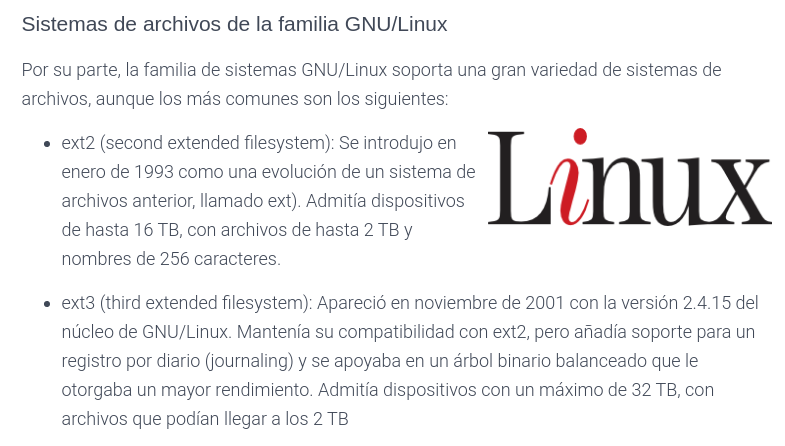 Sistemas de archivos de la familia GNU/Linux
Por su parte, la familia de sistemas GNU/Linux soporta una gran variedad de sistemas de
archivos, aunque los más comunes son los siguientes:
• ext2 (second extended filesystem): Se introdujo en
enero de 1993 como una evolución de un sistema de
archivos anterior, llamado ext). Admitía dispositivos
de hasta 16 TB, con archivos de hasta 2 TB y
nombres de 256 caracteres.
Linux
• ext3 (third extended filesystem): Apareció en noviembre de 2001 con la versión 2.4.15 del
núcleo de GNU/Linux. Mantenía su compatibilidad con ext2, pero añadía soporte para un
registro por diario (journaling) y se apoyaba en un árbol binario balanceado que le
otorgaba un mayor rendimiento. Admitía dispositivos con un máximo de 32 TB, con
archivos que podían llegar a los 2 TB